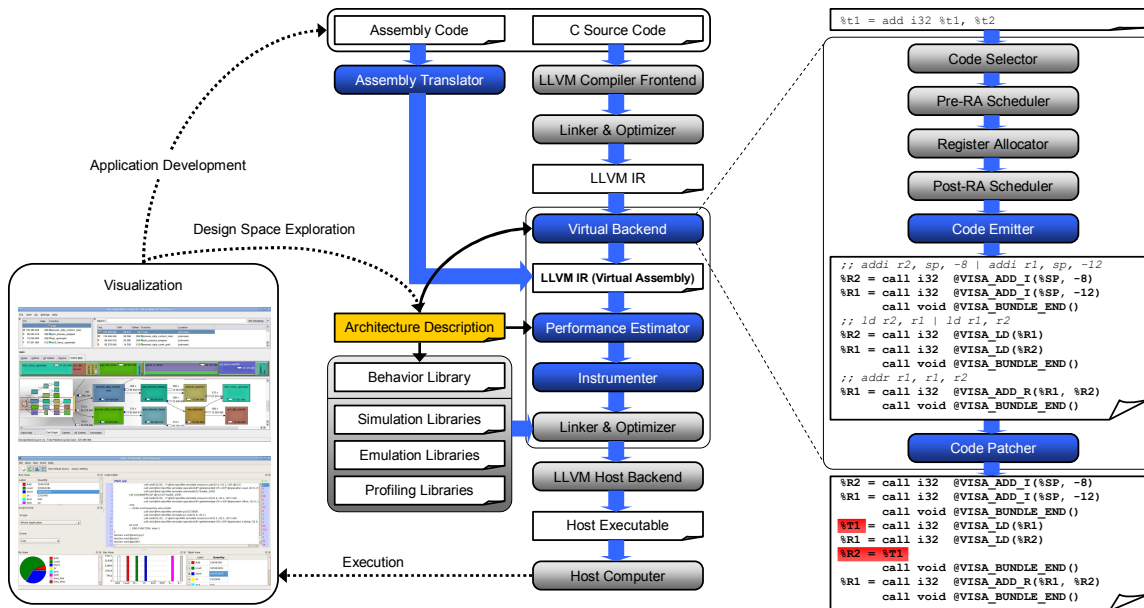 Assembly Code
C Source Code
Assembly Translator
LLVM Compiler Frontend
Linker & Optimizer
LLVM IR
Application Development
Design Space Exploration
Virtual Backend
LLVM IR (Virtual Assembly)
Visualization
Architecture Description
Performance Estimator
Behavior Library
Instrumenter
Simulation Libraries
Linker & Optimizer
Emulation Libraries
LLVM Host Backend
Profiling Libraries
Host Executable
Execution
Host Computer
%t1 = add i32 %t1, %t2
Code Selector
Pre-RA Scheduler
Register Allocator
Post-RA Scheduler
Code Emitter
;; addi r2, sp, -8 | addi r1, sp, -12
%R2 = call i32 @VISA_ADD_I(%SP, -8)
%R1 = call i32 @VISA_ADD_I(%SP, -12)
call void @VISA_BUNDLE_END()
;; ld r2, r1 | ld r1, r2
%R2 = call i32 @VISA_LD(%R1)
%R1 = call i32 @VISA_LD(%R2)
call void @VISA_BUNDLE_END()
;; addr r1, r1, r2
%R1 = call i32 @VISA_ADD_R(%R1, %R2)
call void @VISA_BUNDLE_END()
Code Patcher
%R2 = call i32 @VISA_ADD_I(%SP, -8)
%R1 = call i32 @VISA_ADD_I(%SP, -12)
call void @VISA_BUNDLE_END()
%T1 = call i32 @VISA_LD(%R1)
%R1 = call i32 @VISA_LD(%R2)
%R2 = %T1
call void @VISA_BUNDLE_END()
%R1 = call i32 @VISA_ADD_R(%R1, %R2)
call void @VISA_BUNDLE_END()